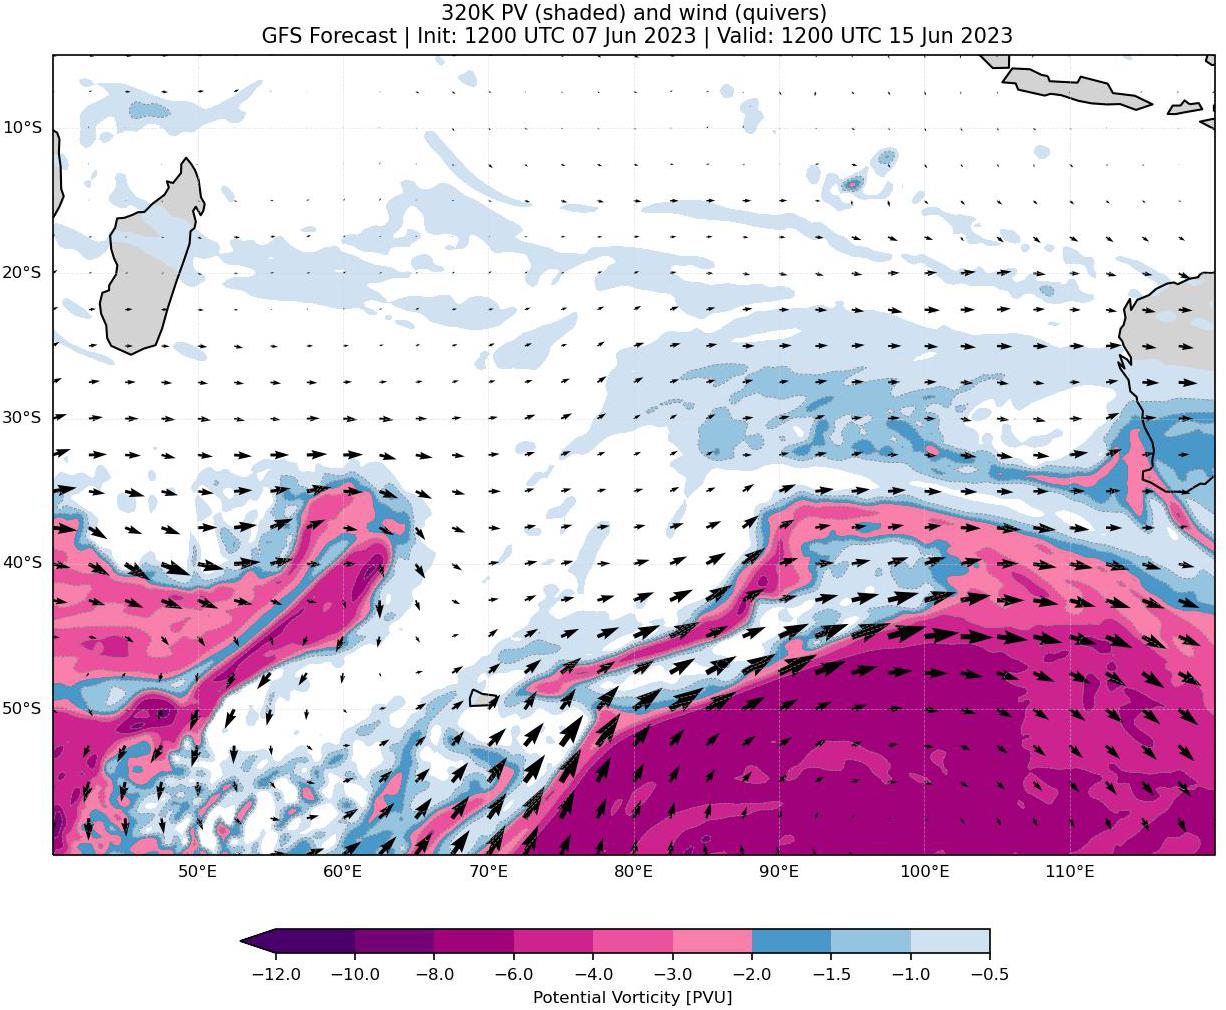 320K PV (shaded) and wind (quivers)
GFS Forecast | Init: 1200 UTC 07 Jun 2023 | Valid: 1200 UTC 15 Jun 2023
10°S
20°S
30°S
40°S
50°S
50°E 60°E 70°E 80°E 90°E 100°E 110°E
−12.0 −10.0 −8.0 −6.0 −4.0 −3.0 −2.0 −1.5 −1.0 −0.5
Potential Vorticity [PVU]